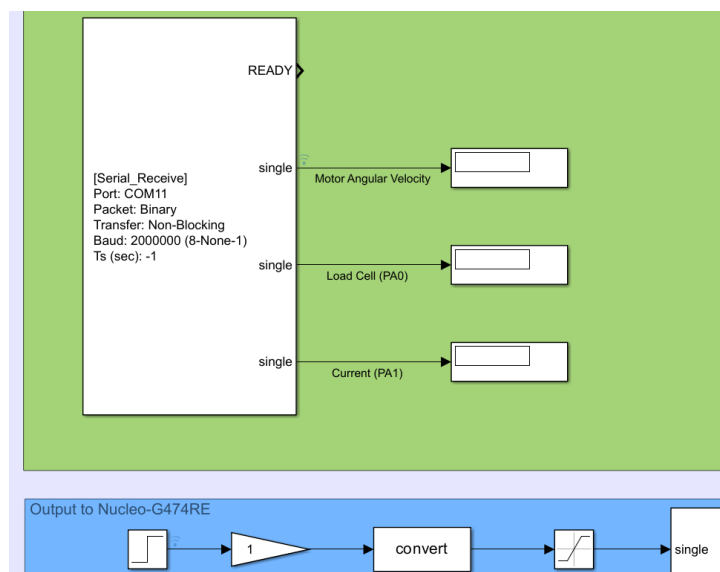 READY
single
Motor Angular Velocity
[Serial_Receive]
Port: COM11
Packet: Binary
Transfer: Non-Blocking
Baud: 2000000 (8-None-1)
Ts (sec): -1
single
Load Cell (PA0)
single
Current (PA1)
Output to Nucleo-G474RE
1
convert
single